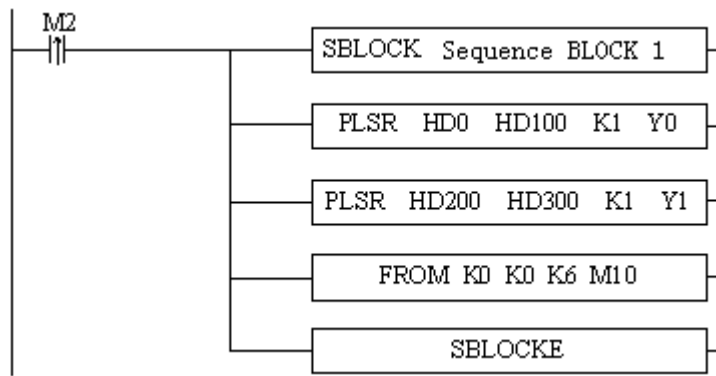 M2
SBLOCK Sequence BLOCK 1
PLSR HD0 HD100 K1 Y0
PLSR HD200 HD300 K1 Y1
FROM K0 K0 K6 M10
SBLOCKE